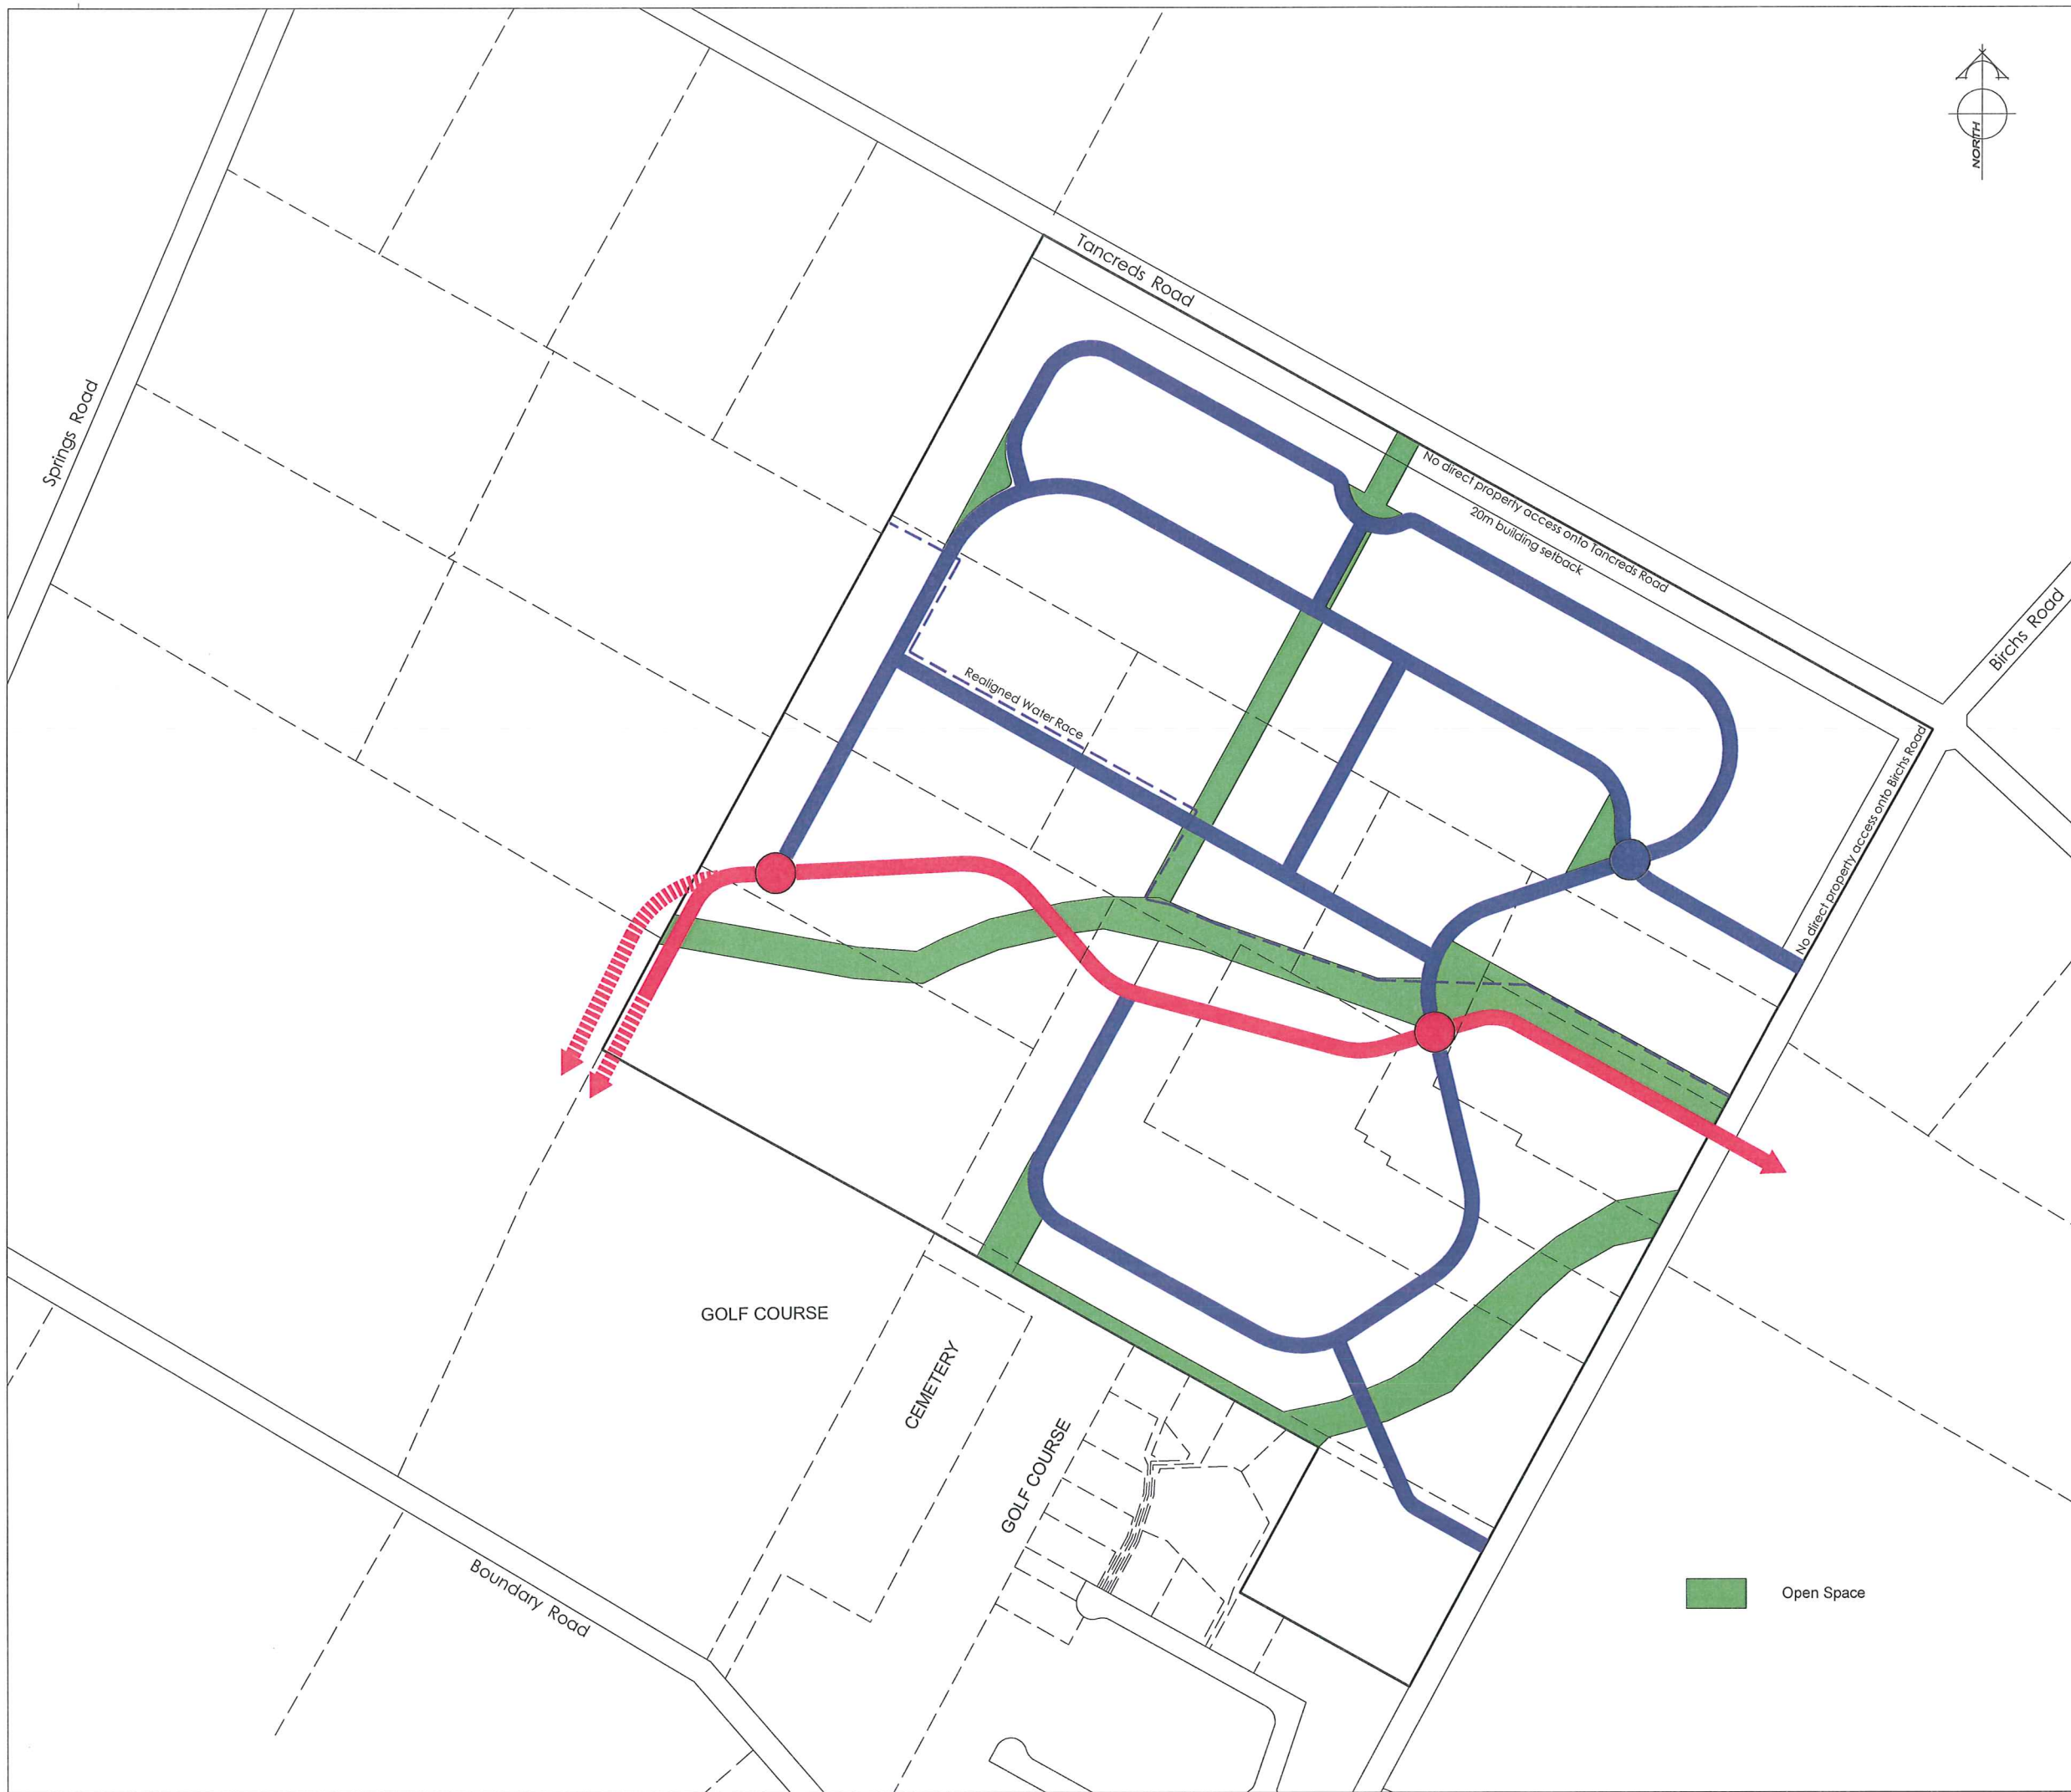 NORTH
Tancreds Road
Springs Road
No direct property access onto Tancreds Road
20m building setback
Birchs Road
Realigned Water Race
No direct property access onto Birchs Road
GOLF COURSE
CEMETERY
GOLF COURSE
Boundary Road
Open Space